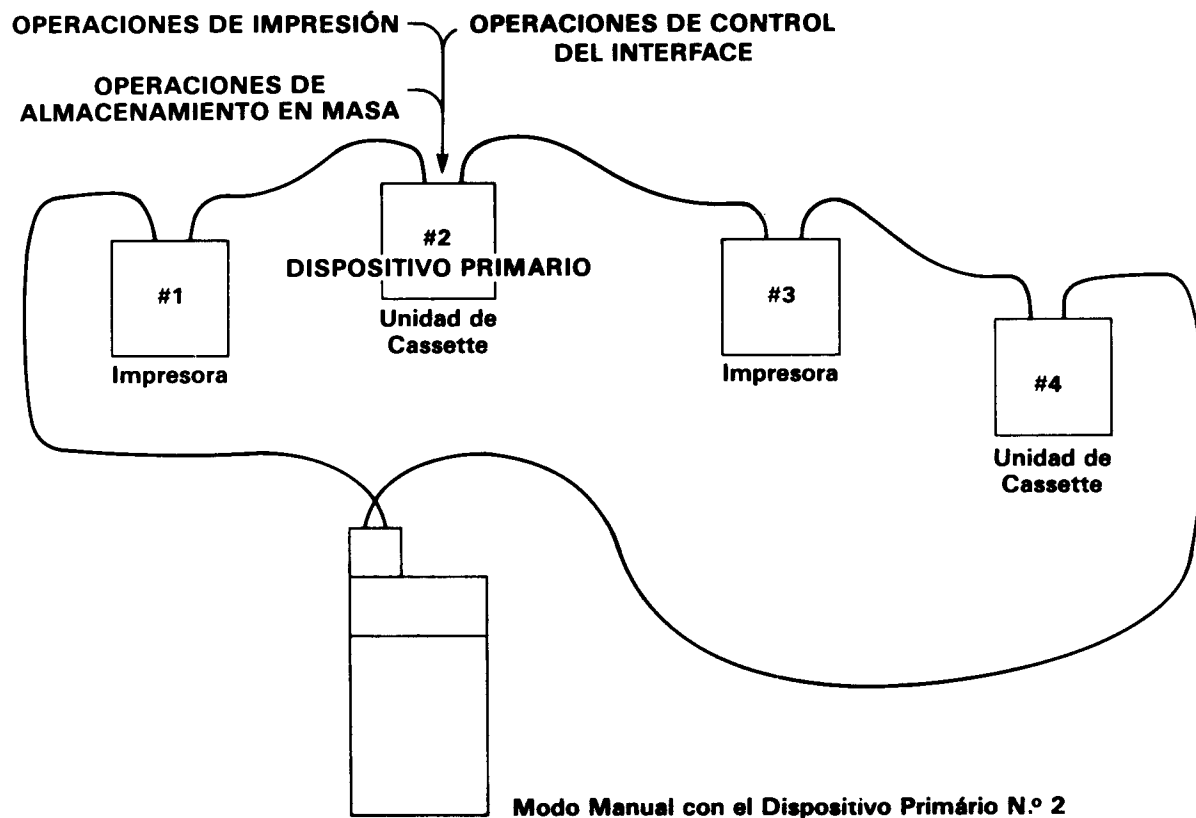 OPERACIONES DE IMPRESIÓN
OPERACIONES DE CONTROL
DEL INTERFACE
OPERACIONES DE
ALMACENAMIENTO EN MASA
#1
Impresora
#2
DISPOSITIVO PRIMARIO
Unidad de
Cassette
#3
Impresora
#4
Unidad de
Cassette
Modo Manual con el Dispositivo Primário N.º 2